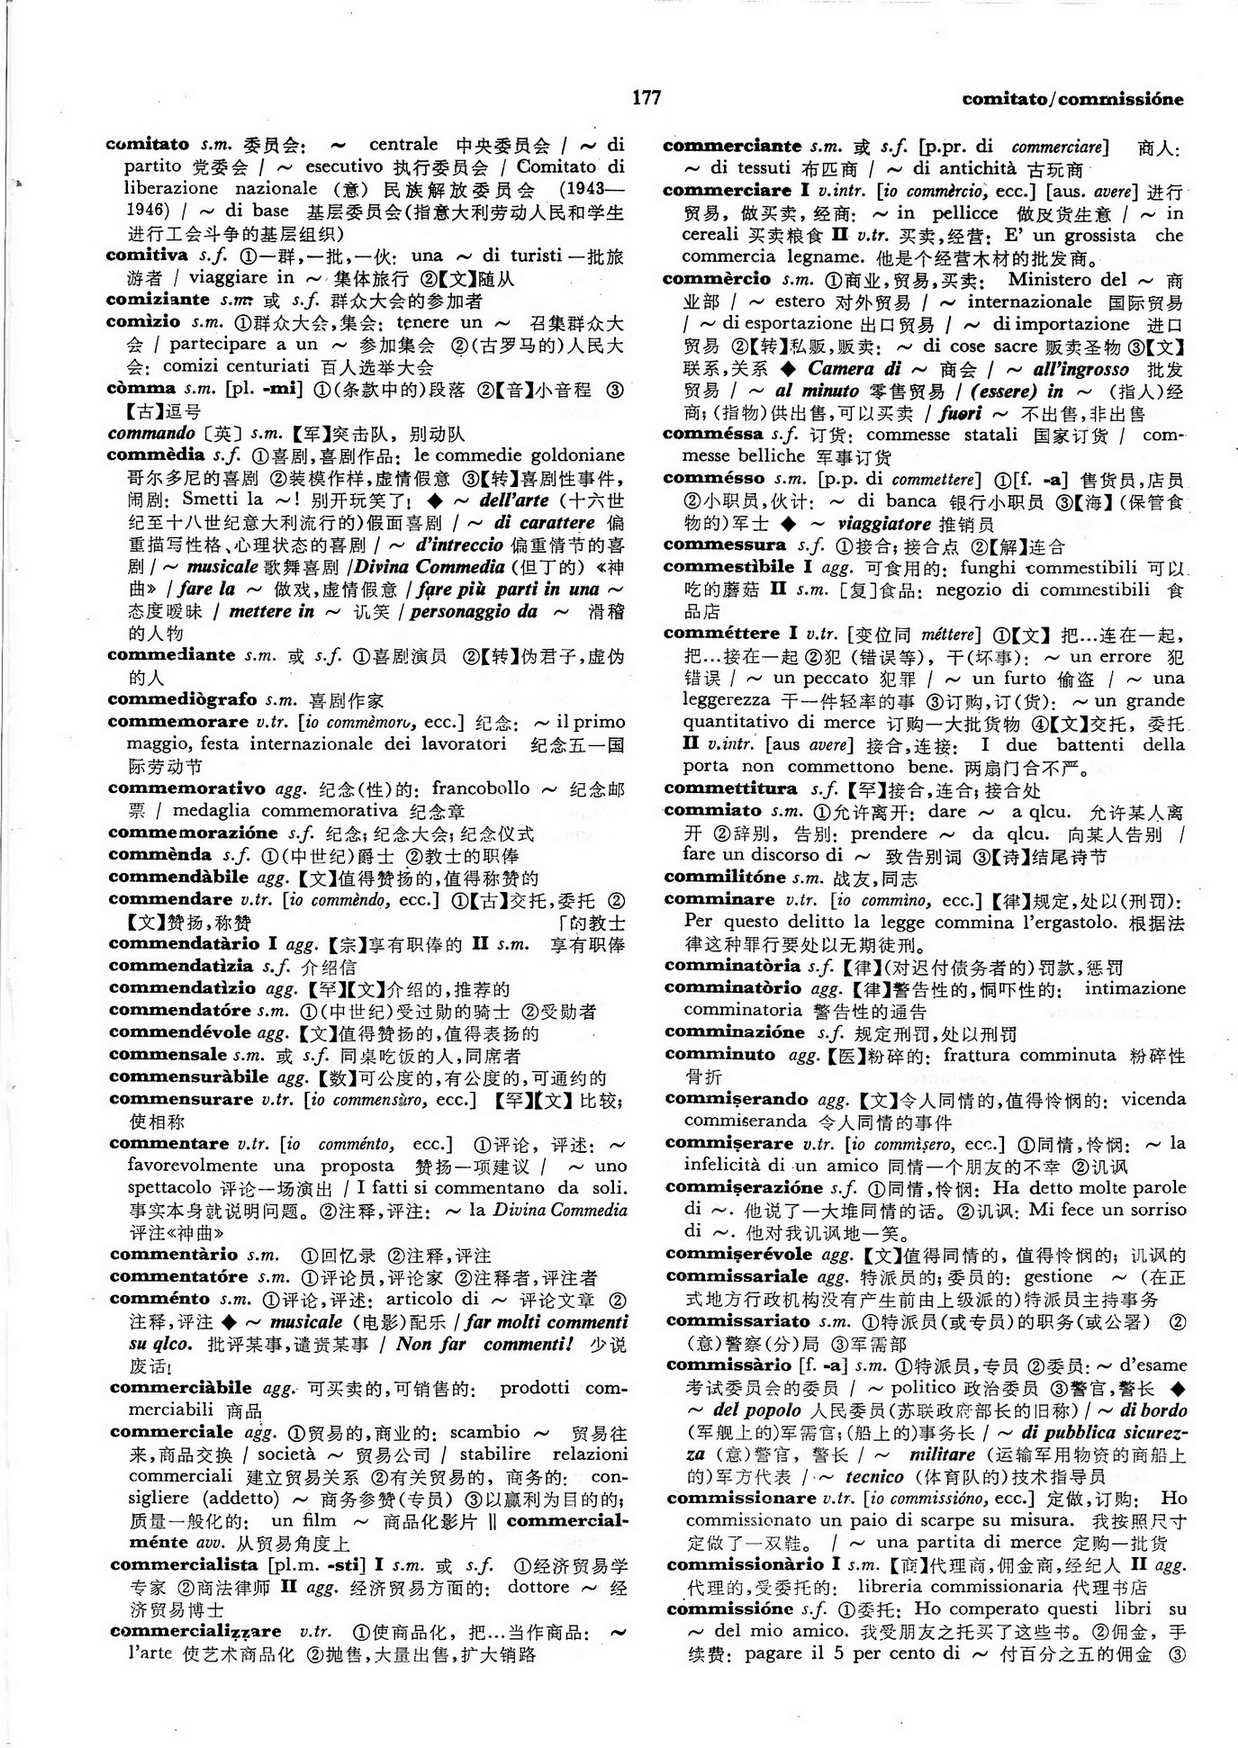 177
comitato/commissióne
comitato s.m. 委员会: ～ centrale 中央委员会 / ～ di
partito 党委会 / ～ esecutivo 执行委员会 / Comitato di
liberazione nazionale (意) 民族解放委员会 (1943—
1946) / ～ di base 基层委员会(指意大利劳动人民和学生
进行工会斗争的基层组织)
comitiva s.f. ①一群,一批,一伙: una ～ di turisti 一批旅
游者 / viaggiare in ～ 集体旅行 ②【文】随从
comiziante s.m. 或 s.f. 群众大会的参加者
comìzio s.m. ①群众大会,集会: tenere un ～ 召集群众大
会 / partecipare a un ～ 参加集会 ②(古罗马的)人民大
会: comizi centuriati 百人选举大会
còmma s.m. [pl. -mi] ①(条款中的)段落 ②【音】小音程 ③
【古】逗号
commando [英] s.m. 【军】突击队, 别动队
commèdia s.f. ①喜剧,喜剧作品: le commedie goldoniane
哥尔多尼的喜剧 ②装模作样,虚情假意 ③【转】喜剧性事件,
闹剧: Smetti la ～! 别开玩笑了! ◆ ～ dell'arte (十六世
纪至十八世纪意大利流行的)假面喜剧 / ～ di carattere 偏
重描写性格、心理状态的喜剧 / ～ d'intreccio 偏重情节的喜
剧 / ～ musicale 歌舞喜剧 /Divina Commedia (但丁的) 《神
曲》 / fare la ～ 做戏,虚情假意 / fare più parti in una ～
态度暧昧 / mettere in ～ 讥笑 / personaggio da ～ 滑稽
的人物
commediante s.m. 或 s.f. ①喜剧演员 ②【转】伪君子,虚伪
的人
commediògrafo s.m. 喜剧作家
commemorare v.tr. [io commèmoro, ecc.] 纪念: ～ il primo
maggio, festa internazionale dei lavoratori 纪念五一国
际劳动节
commemorativo agg. 纪念(性)的: francobollo ～ 纪念邮
票 / medaglia commemorativa 纪念章
commemorazióne s.f. 纪念; 纪念大会; 纪念仪式
commènda s.f. ①(中世纪)爵士 ②教士的职俸
commendàbile agg. 【文】值得赞扬的,值得称赞的
commendare v.tr. [io commèndo, ecc.] ①【古】交托,委托 ②
【文】赞扬,称赞 「的教士
commendatàrio I agg. 【宗】享有职俸的 II s.m. 享有职俸
commendatìzia s.f. 介绍信
commendatìzio agg. 【罕】【文】介绍的,推荐的
commendatóre s.m. ①(中世纪)受过勋的骑士 ②受勋者
commendévole agg. 【文】值得赞扬的,值得表扬的
commensale s.m. 或 s.f. 同桌吃饭的人,同席者
commensuràbile agg. 【数】可公度的,有公度的,可通约的
commensurare v.tr. [io commensùro, ecc.] 【罕】【文】 比较;
使相称
commentare v.tr. [io comménto, ecc.] ①评论, 评述: ～
favorevolmente una proposta 赞扬一项建议 / ～ uno
spettacolo 评论一场演出 / I fatti si commentano da soli.
事实本身就说明问题。②注释,评注: ～ la Divina Commedia
评注《神曲》
commentàrio s.m. ①回忆录 ②注释,评注
commentatóre s.m. ①评论员,评论家 ②注释者,评注者
comménto s.m. ①评论,评述: articolo di ～ 评论文章 ②
注释,评注 ◆ ～ musicale (电影)配乐 / far molti commenti
su qlco. 批评某事,谴责某事 / Non far commenti! 少说
废话!
commerciàbile agg. 可买卖的,可销售的: prodotti com-
merciabili 商品
commerciale agg. ①贸易的,商业的: scambio ～ 贸易往
来,商品交换 / società ～ 贸易公司 / stabilire relazioni
commerciali 建立贸易关系 ②有关贸易的, 商务的: con-
sigliere (addetto) ～ 商务参赞(专员) ③以赢利为目的的;
质量一般化的: un film ～ 商品化影片 ‖ commercial-
ménte avv. 从贸易角度上
commercialista [pl.m. -sti] I s.m. 或 s.f. ①经济贸易学
专家 ②商法律师 II agg. 经济贸易方面的: dottore ～ 经
济贸易博士
commercializzare v.tr. ①使商品化, 把…当作商品: ～
l'arte 使艺术商品化 ②抛售,大量出售,扩大销路
commerciante s.m. 或 s.f. [p.pr. di commerciare] 商人:
～ di tessuti 布匹商 / ～ di antichità 古玩商
commerciare I v.intr. [io commèrcio, ecc.] [aus. avere] 进行
贸易, 做买卖, 经商: ～ in pellicce 做皮货生意 / ～ in
cereali 买卖粮食 II v.tr. 买卖,经营: E' un grossista che
commercia legname. 他是个经营木材的批发商。
commèrcio s.m. ①商业,贸易,买卖: Ministero del ～ 商
业部 / ～ estero 对外贸易 / ～ internazionale 国际贸易
/ ～ di esportazione 出口贸易 / ～ di importazione 进口
贸易 ②【转】私贩,贩卖: ～ di cose sacre 贩卖圣物 ③【文】
联系,关系 ◆ Camera di ～ 商会 / ～ all'ingrosso 批发
贸易 / ～ al minuto 零售贸易 / (essere) in ～ (指人)经
商; (指物)供出售,可以买卖 / fuori ～ 不出售,非出售
comméssa s.f. 订货: commesse statali 国家订货 / com-
messe belliche 军事订货
commésso s.m. [p.p. di commettere] ①[f. -a] 售货员,店员
②小职员,伙计: ～ di banca 银行小职员 ③【海】 (保管食
物的)军士 ◆ ～ viaggiatore 推销员
commessura s.f. ①接合; 接合点 ②【解】连合
commestìbile I agg. 可食用的: funghi commestibili 可以
吃的蘑菇 II s.m. [复]食品: negozio di commestibili 食
品店
comméttere I v.tr. [变位同 méttere] ①【文】 把…连在一起,
把…接在一起 ②犯 (错误等), 干(坏事): ～ un errore 犯
错误 / ～ un peccato 犯罪 / ～ un furto 偷盗 / ～ una
leggerezza 干一件轻率的事 ③订购,订(货): ～ un grande
quantitativo di merce 订购一大批货物 ④【文】交托, 委托
II v.intr. [aus avere] 接合,连接: I due battenti della
porta non commettono bene. 两扇门合不严。
commettitura s.f. 【罕】接合,连合; 接合处
commiato s.m. ①允许离开: dare ～ a qlcu. 允许某人离
开 ②辞别, 告别: prendere ～ da qlcu. 向某人告别 /
fare un discorso di ～ 致告别词 ③【诗】结尾诗节
commilitóne s.m. 战友,同志
comminare v.tr. [io commino, ecc.] 【律】规定,处以(刑罚):
Per questo delitto la legge commina l'ergastolo. 根据法
律这种罪行要处以无期徒刑。
comminatòria s.f. 【律】(对迟付债务者的)罚款,惩罚
comminatòrio agg. 【律】警告性的,恫吓性的: intimazione
comminatoria 警告性的通告
comminazióne s.f. 规定刑罚,处以刑罚
comminuto agg. 【医】粉碎的: frattura comminuta 粉碎性
骨折
commiṣerando agg. 【文】令人同情的,值得怜悯的: vicenda
commiseranda 令人同情的事件
commiṣerare v.tr. [io commìṣero, ecc.] ①同情,怜悯: ～ la
infelicità di un amico 同情一个朋友的不幸 ②讥讽
commiṣerazióne s.f. ①同情,怜悯: Ha detto molte parole
di ～. 他说了一大堆同情的话。②讥讽: Mi fece un sorriso
di ～. 他对我讥讽地一笑。
commiṣerévole agg. 【文】值得同情的, 值得怜悯的; 讥讽的
commissariale agg. 特派员的; 委员的: gestione ～ (在正
式地方行政机构没有产生前由上级派的)特派员主持事务
commissariato s.m. ①特派员(或专员)的职务(或公署) ②
(意)警察(分)局 ③军需部
commissàrio [f. -a] s.m. ①特派员,专员 ②委员: ～ d'esame
考试委员会的委员 / ～ politico 政治委员 ③警官,警长 ◆
～ del popolo 人民委员(苏联政府部长的旧称) / ～ di bordo
(军舰上的)军需官; (船上的)事务长 / ～ di pubblica sicurez-
za (意)警官, 警长 / ～ militare (运输军用物资的商船上
的)军方代表 / ～ tecnico (体育队的)技术指导员
commissionare v.tr. [io commissióno, ecc.] 定做,订购: Ho
commissionato un paio di scarpe su misura. 我按照尺寸
定做了一双鞋。 / ～ una partita di merce 定购一批货
commissionàrio I s.m. 【商】代理商,佣金商,经纪人 II agg.
代理的,受委托的: libreria commissionaria 代理书店
commissióne s.f. ①委托: Ho comperato questi libri su
～ del mio amico. 我受朋友之托买了这些书。②佣金, 手
续费: pagare il 5 per cento di ～ 付百分之五的佣金 ③